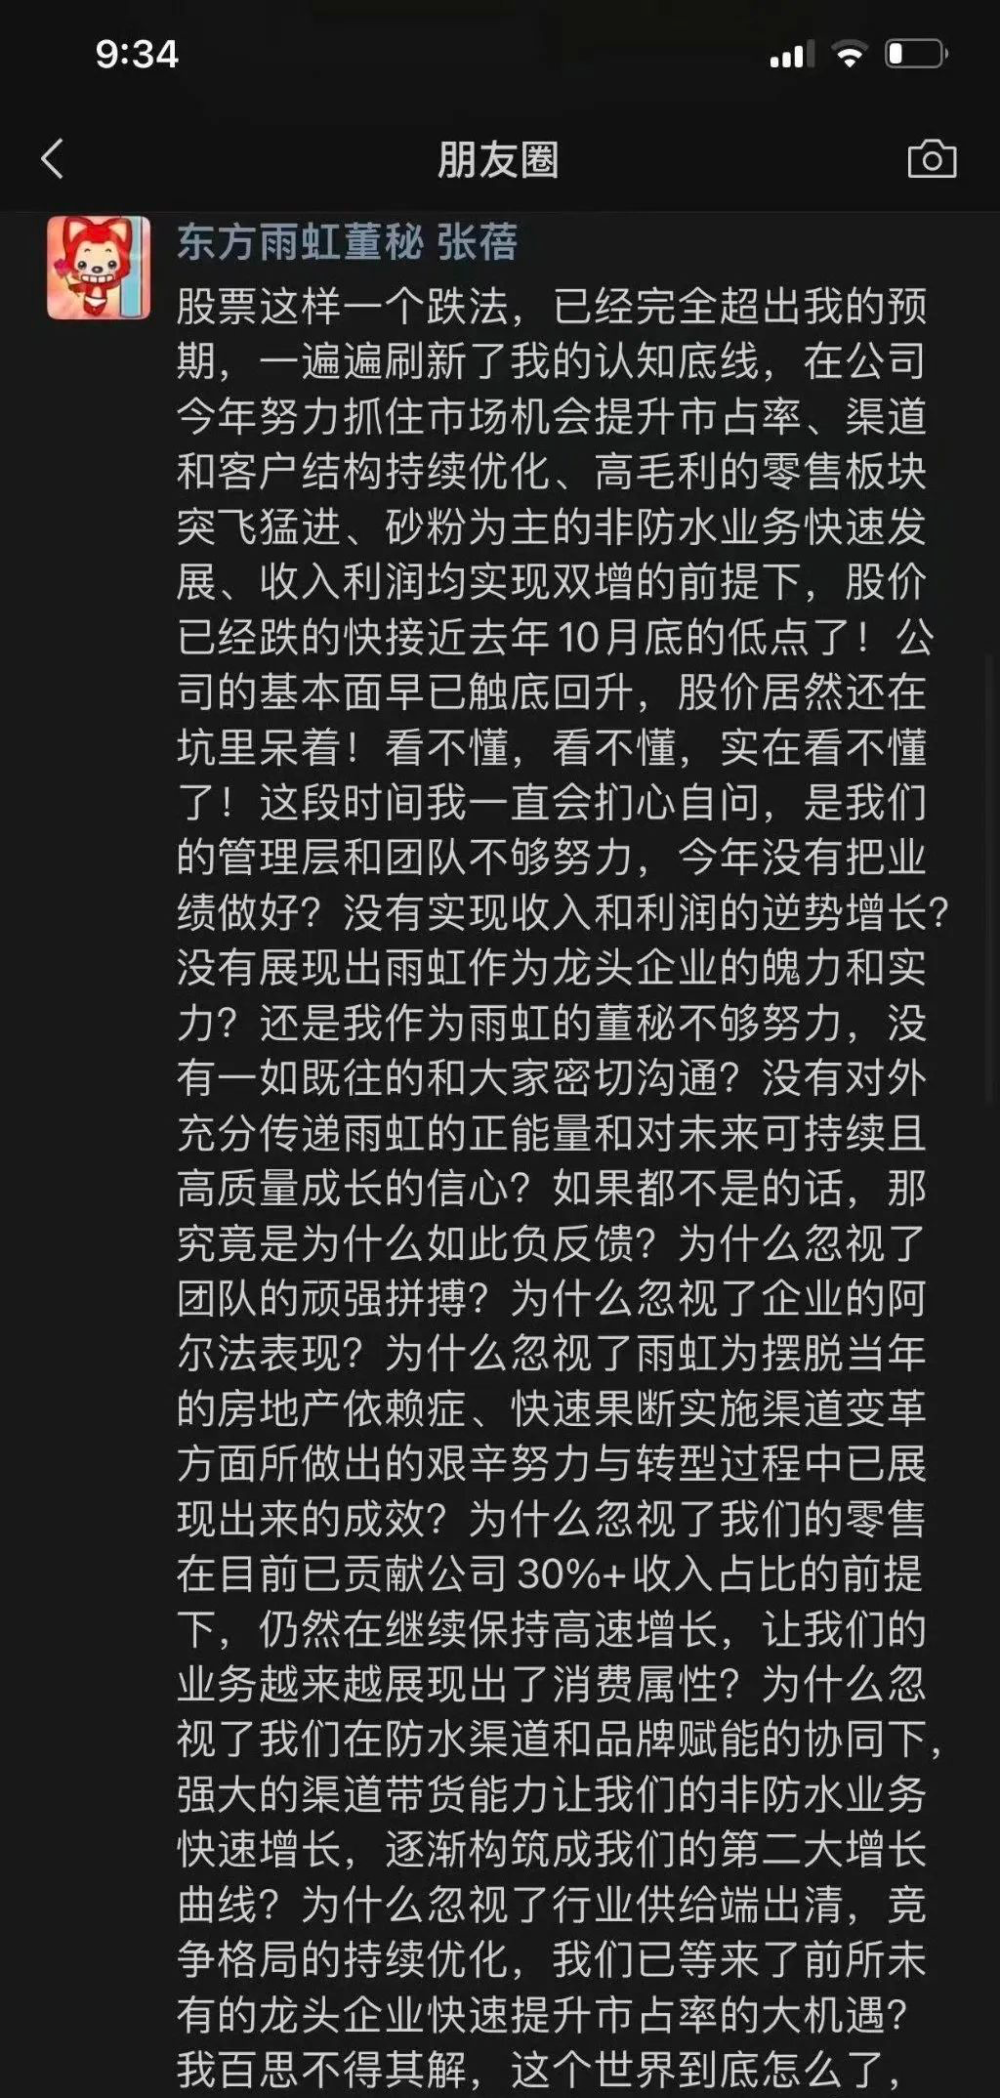 9:34
朋友圈
东方雨虹董秘 张蓓
股票这样一个跌法，已经完全超出我的预
期，一遍遍刷新了我的认知底线，在公司
今年努力抓住市场机会提升市占率、渠道
和客户结构持续优化、高毛利的零售板块
突飞猛进、砂粉为主的非防水业务快速发
展、收入利润均实现双增的前提下，股价
已经跌的快接近去年10月底的低点了！公
司的基本面早已触底回升，股价居然还在
坑里呆着！看不懂，看不懂，实在看不懂
了！这段时间我一直会扪心自问，是我们
的管理层和团队不够努力，今年没有把业
绩做好？没有实现收入和利润的逆势增长？
没有展现出雨虹作为龙头企业的魄力和实
力？还是我作为雨虹的董秘不够努力，没
有一如既往的和大家密切沟通？没有对外
充分传递雨虹的正能量和对未来可持续且
高质量成长的信心？如果都不是的话，那
究竟是为什么如此负反馈？为什么忽视了
团队的顽强拼搏？为什么忽视了企业的阿
尔法表现？为什么忽视了雨虹为摆脱当年
的房地产依赖症、快速果断实施渠道变革
方面所做出的艰辛努力与转型过程中已展
现出来的成效？为什么忽视了我们的零售
在目前已贡献公司30%+收入占比的前提
下，仍然在继续保持高速增长，让我们的
业务越来越展现出了消费属性？为什么忽
视了我们在防水渠道和品牌赋能的协同下，
强大的渠道带货能力让我们的非防水业务
快速增长，逐渐构筑成我们的第二大增长
曲线？为什么忽视了行业供给端出清，竞
争格局的持续优化，我们已等来了前所未
有的龙头企业快速提升市占率的大机遇？
我百思不得其解，这个世界到底怎么了，